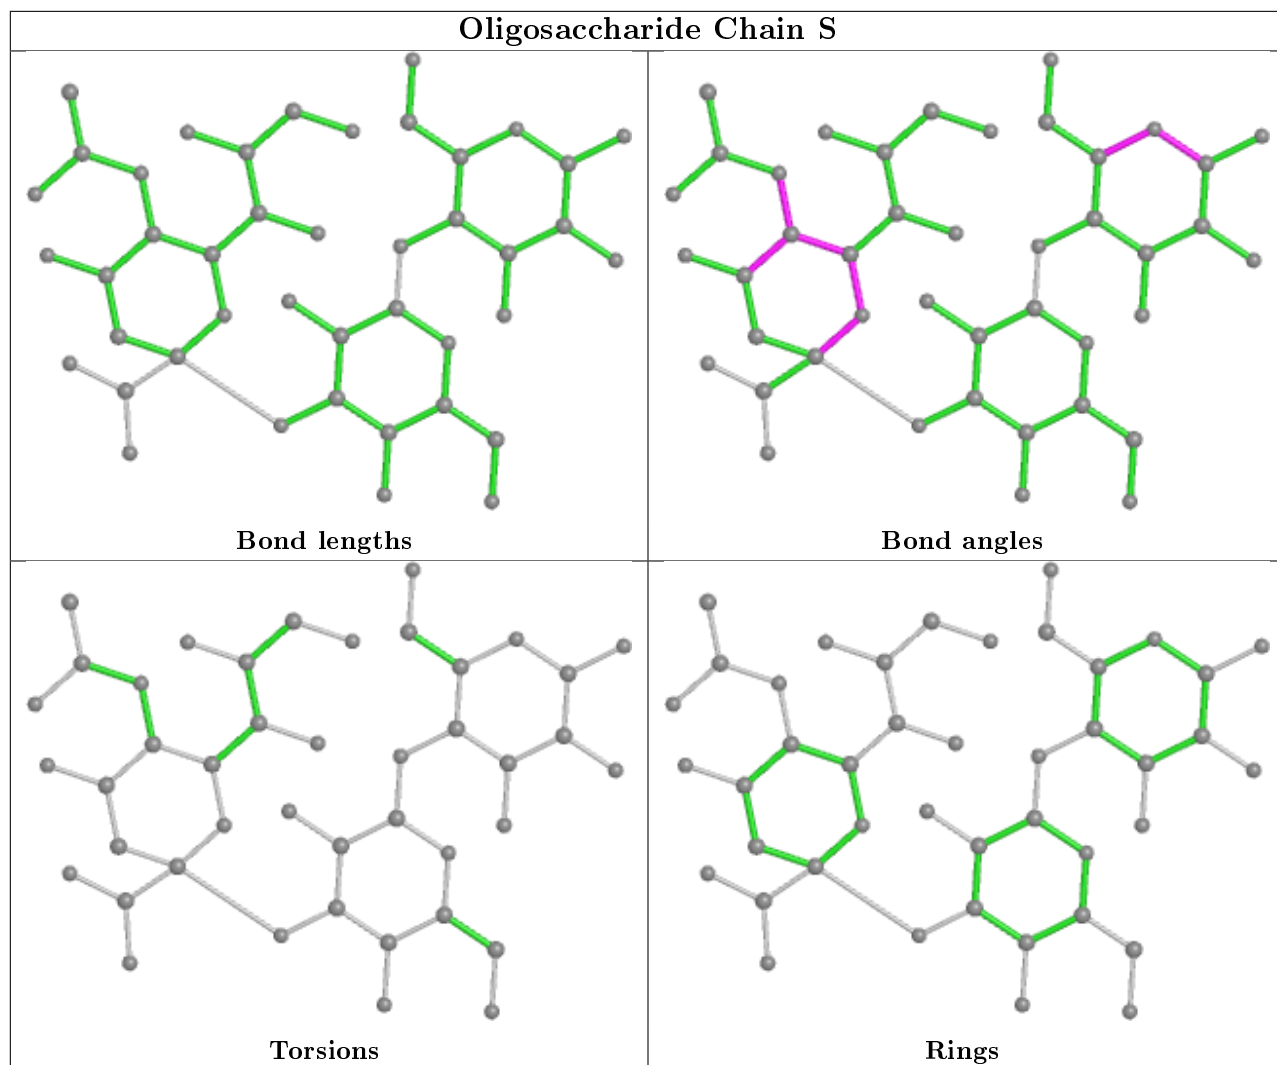 Oligosaccharide Chain S
Bond lengths
Bond angles
Torsions
Rings